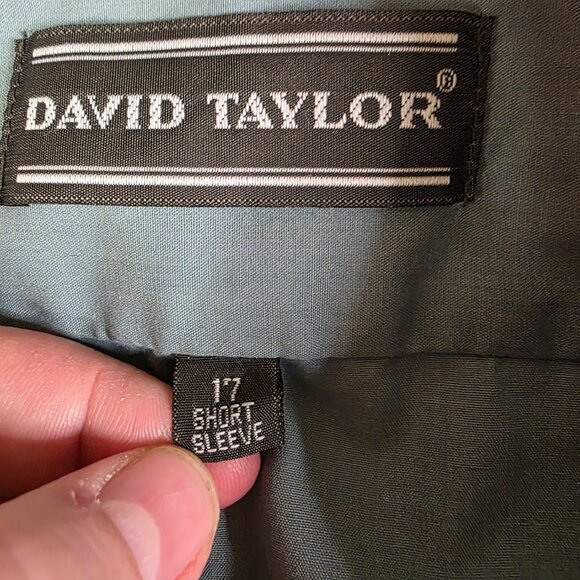 DAVID TAYLOR®
17
SHORT
SLEEVE